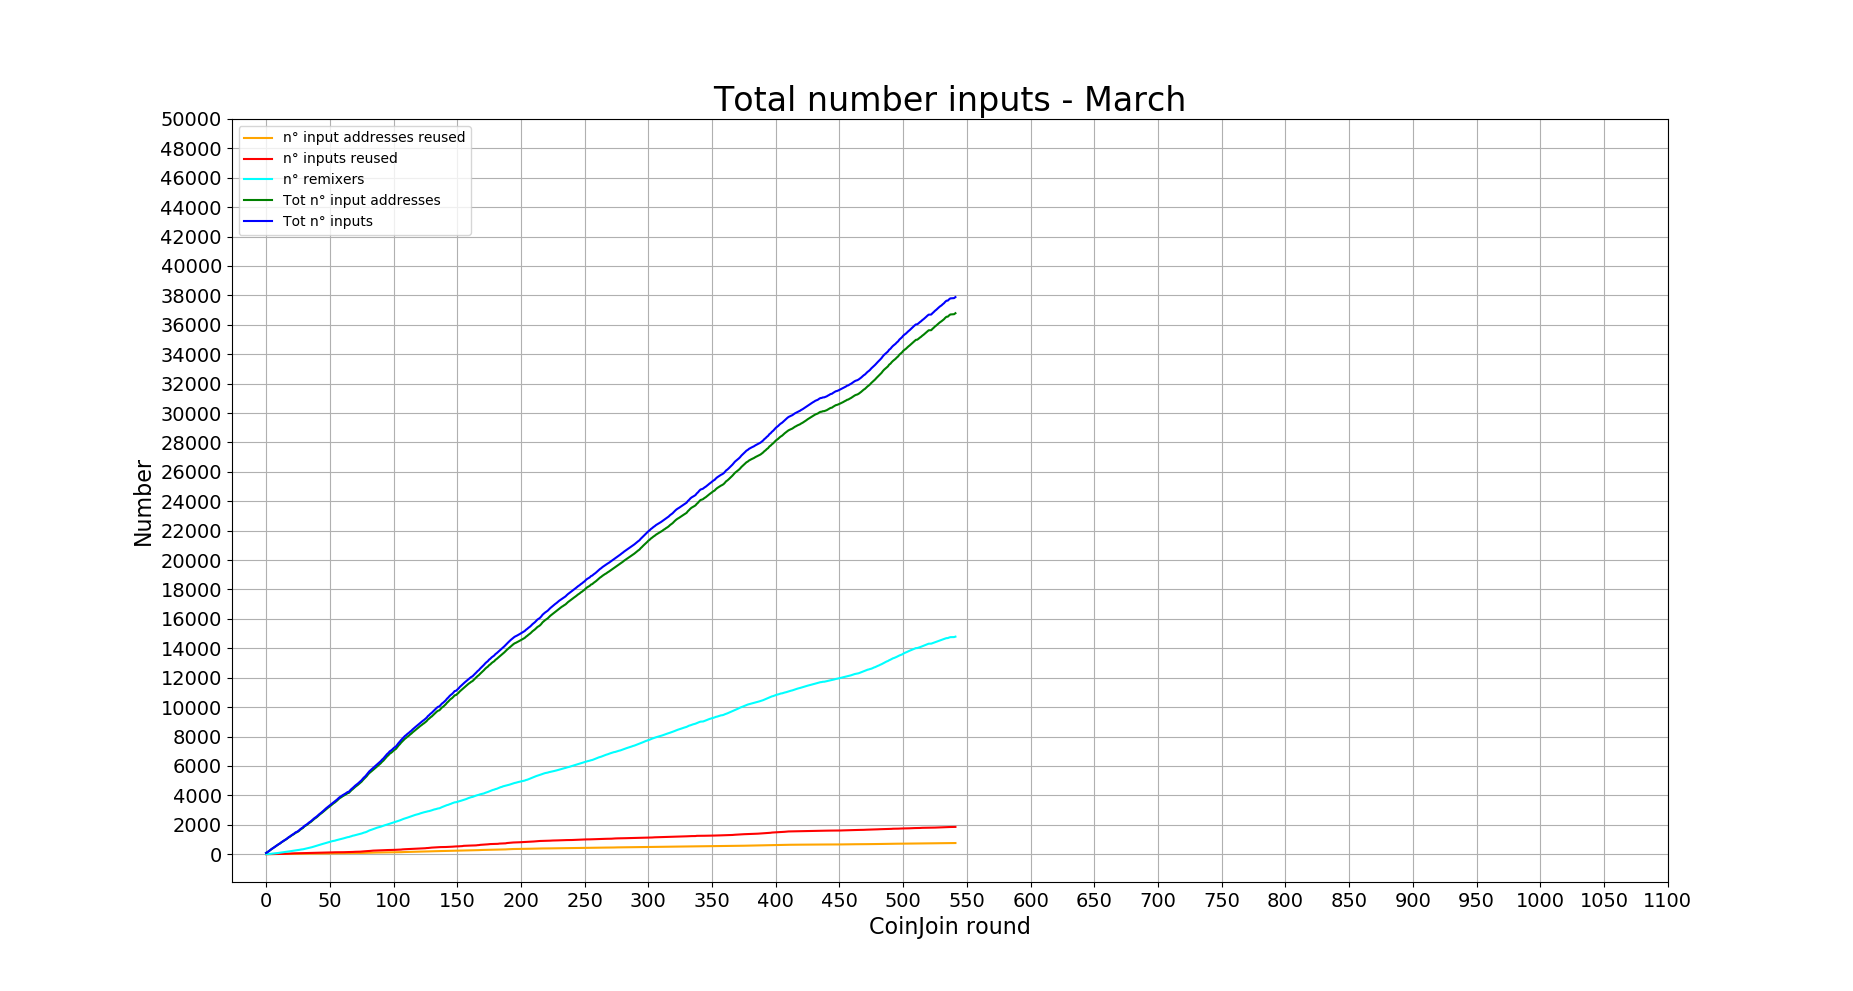 Total number inputs - March
50000
48000
46000
44000
42000
40000
38000
36000
34000
32000
30000
28000
26000
24000
22000
20000
18000
16000
14000
12000
10000
8000
6000
4000
2000
0
n° input addresses reused
n° inputs reused
n° remixers
Tot n° input addresses
Tot n° inputs
Number
0 50 100 150 200 250 300 350 400 450 500 550 600 650 700 750 800 850 900 950 1000 1050 1100
CoinJoin round